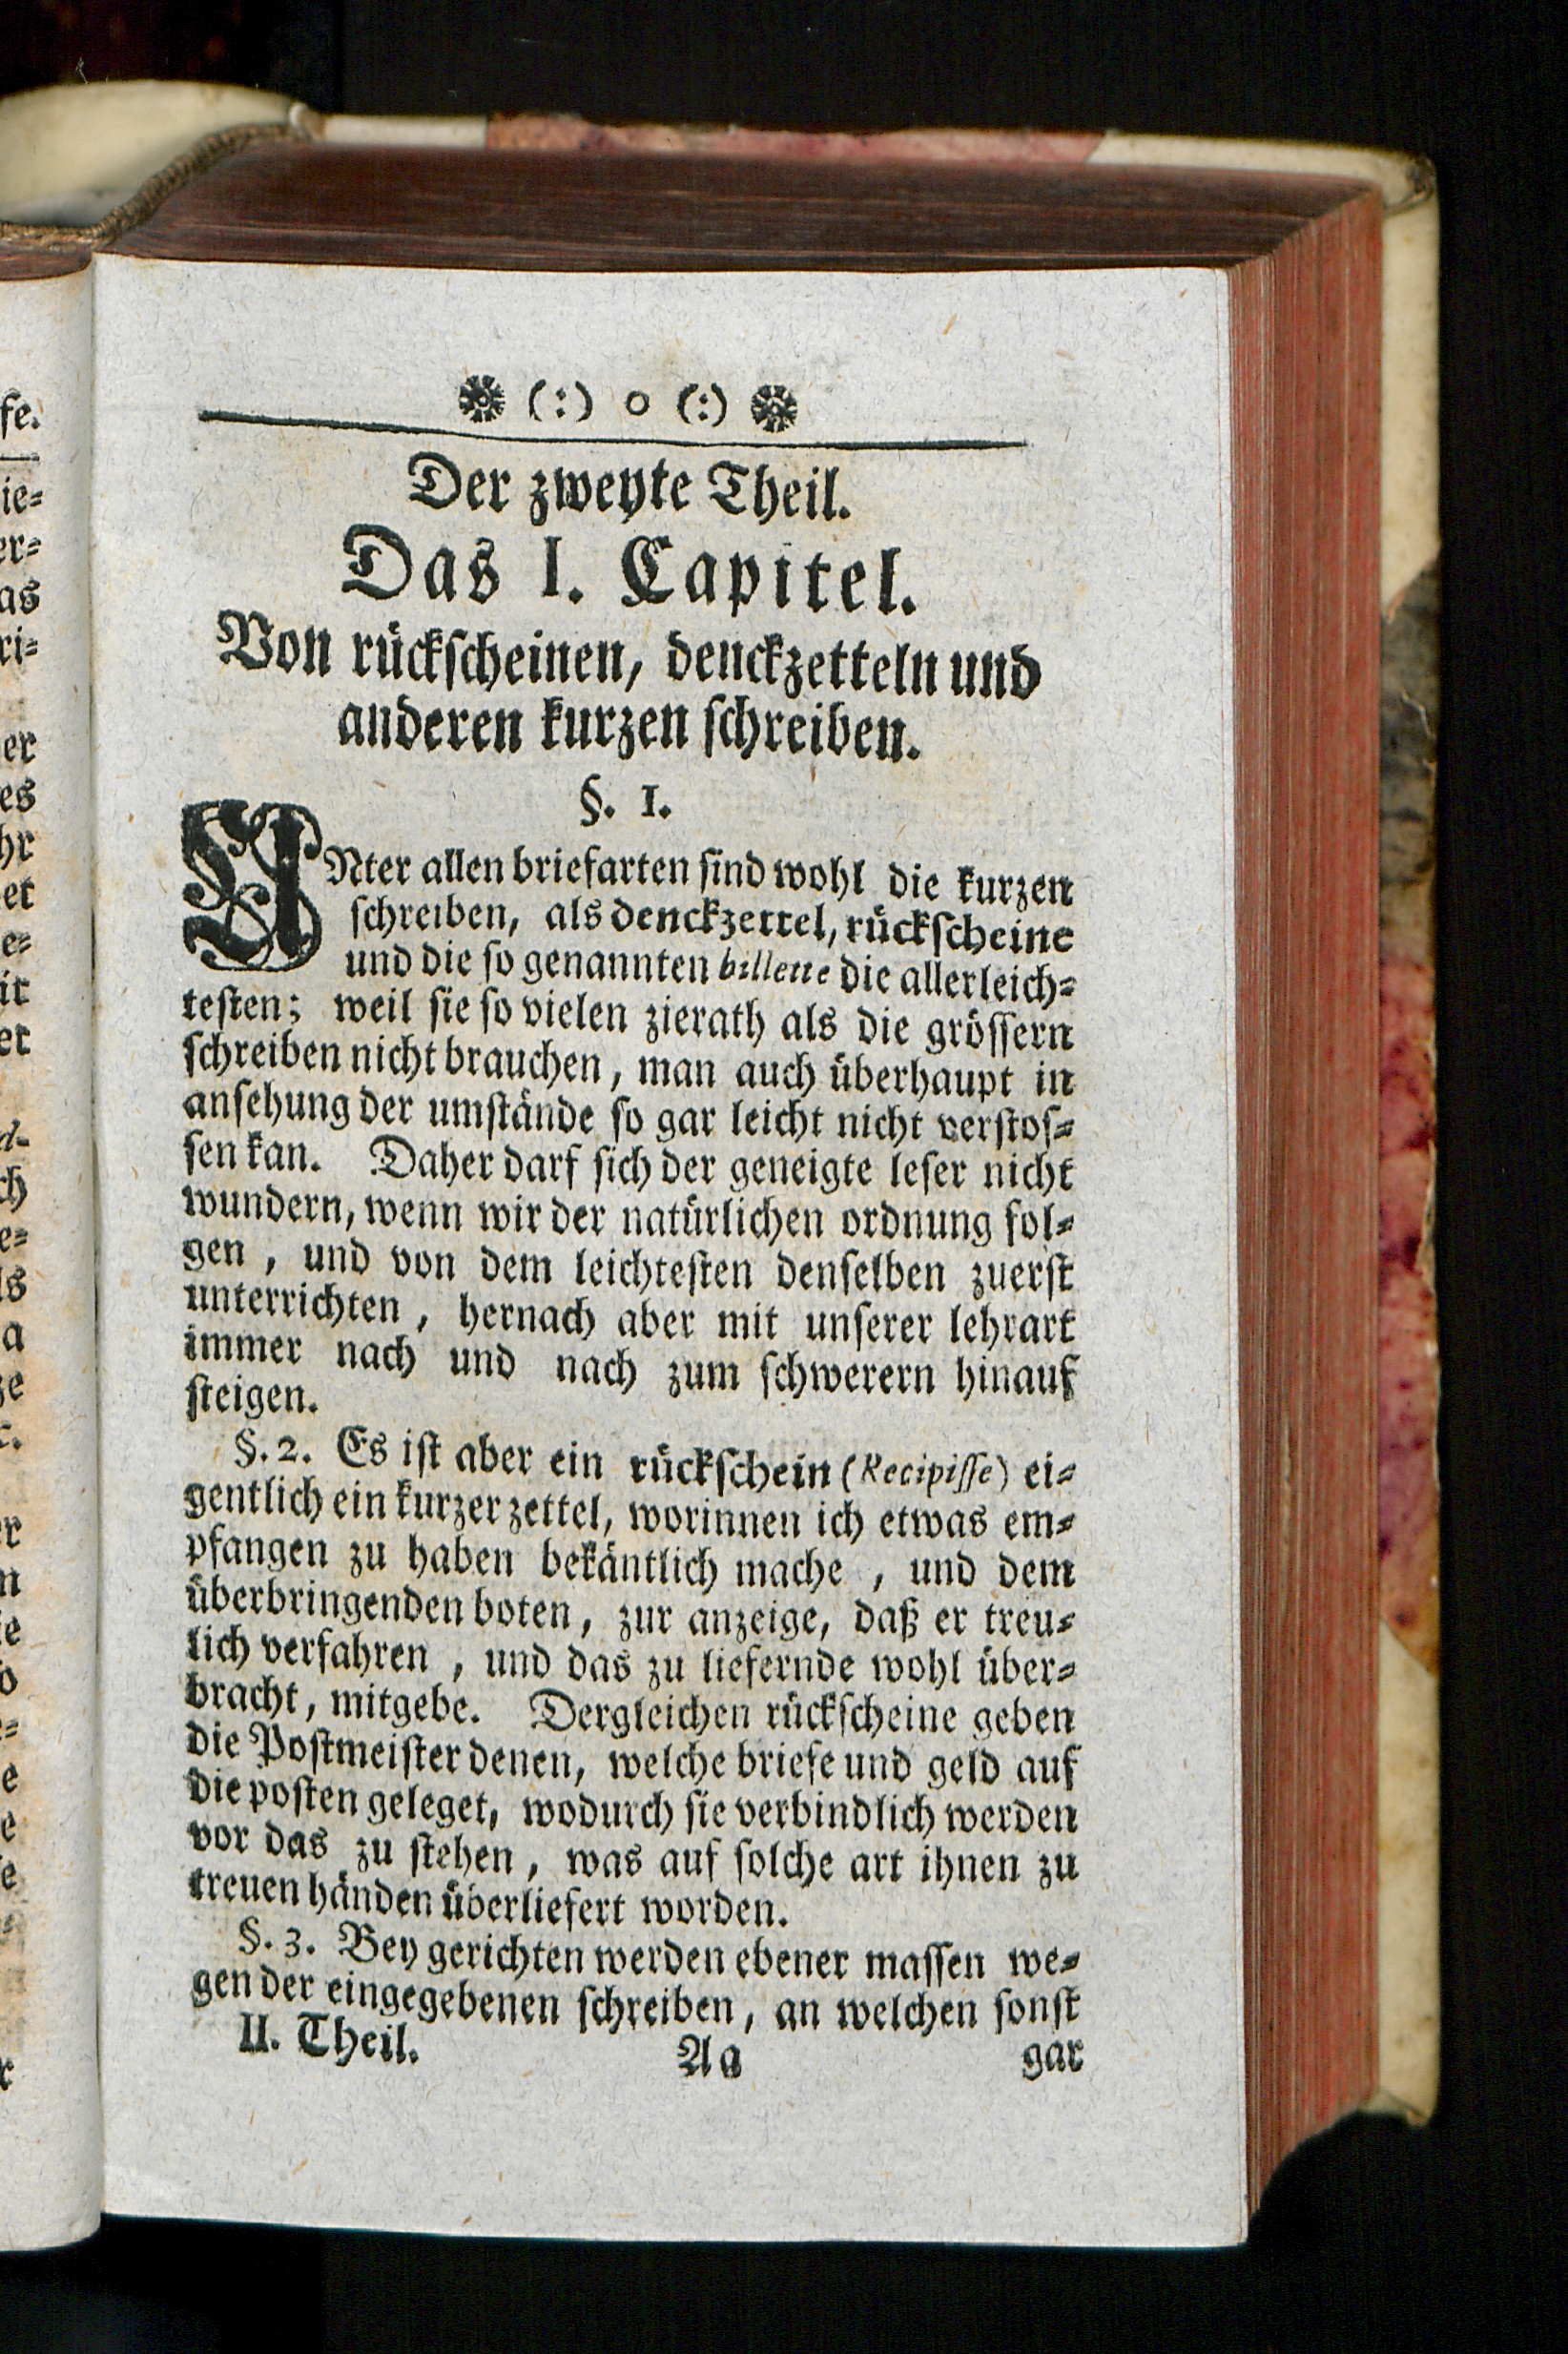 (:) o (:)
Der zweyte Theil.
Das I. Capitel.
Von rückscheinen, denckzetteln und
anderen kurzen schreiben.
§. 1.
UNter allen briefarten sind wohl die kurzen
schreiben, als denckzettel, rückscheine
und die so genannten billette die allerleich-
testen; weil sie so vielen zierath als die grössern
schreiben nicht brauchen, man auch überhaupt in
ansehung der umstände so gar leicht nicht verstos-
sen kan. Daher darf sich der geneigte leser nicht
wundern, wenn wir der natürlichen ordnung fol-
gen, und von dem leichtesten denselben zuerst
unterrichten, hernach aber mit unserer lehrart
immer nach und nach zum schwerern hinauf
steigen.
§. 2. Es ist aber ein rückschein (Recipisse) ei-
gentlich ein kurzer zettel, worinnen ich etwas em-
pfangen zu haben bekäntlich mache, und dem
überbringenden boten, zur anzeige, daß er treu-
lich verfahren, und das zu liefernde wohl über-
bracht, mitgebe. Dergleichen rückscheine geben
die Postmeister denen, welche briefe und geld auf
die posten geleget, wodurch sie verbindlich werden
vor das zu stehen, was auf solche art ihnen zu
treuen händen überliefert worden.
§. 3. Bey gerichten werden ebener massen we-
gen der eingegebenen schreiben, an welchen sonst
II. Theil. Aa gar